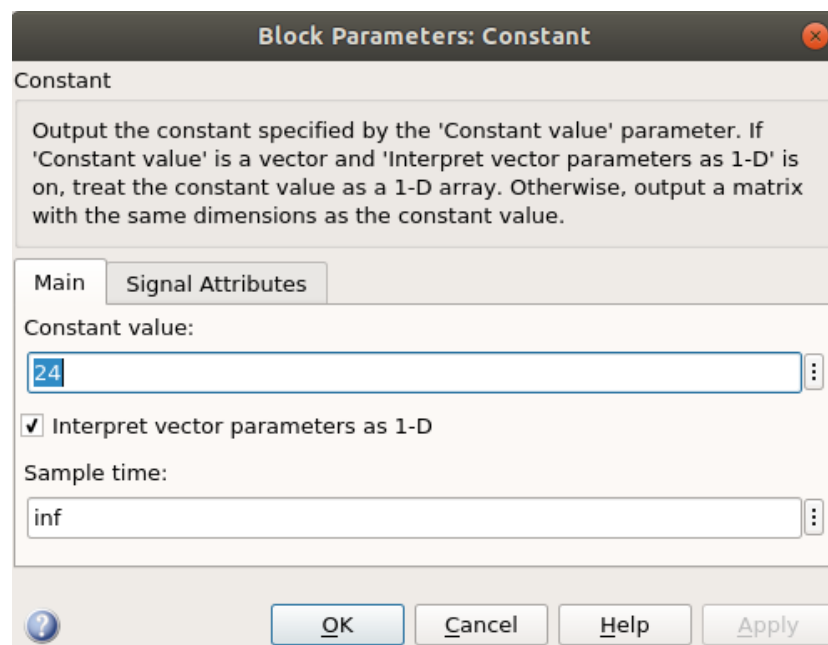 Block Parameters: Constant
Constant
Output the constant specified by the 'Constant value' parameter. If
'Constant value' is a vector and 'Interpret vector parameters as 1-D' is
on, treat the constant value as a 1-D array. Otherwise, output a matrix
with the same dimensions as the constant value.
Main Signal Attributes
Constant value:
24
Interpret vector parameters as 1-D
Sample time:
inf
OK Cancel Help Apply